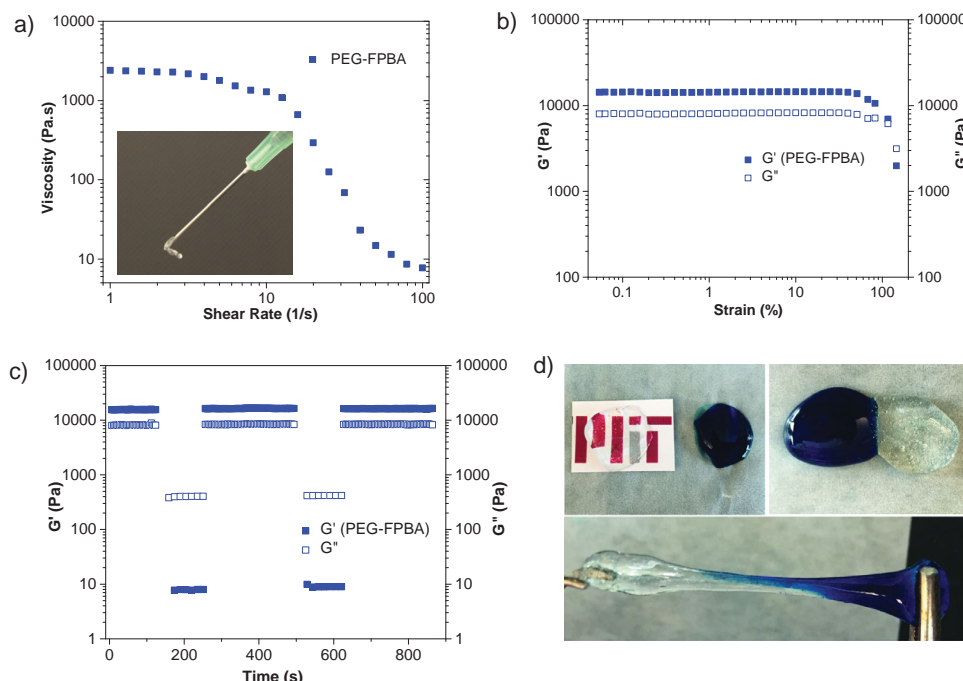 a)
10000
1000
100
10
Viscosity (Pa.s)
PEG-FPBA
1 10 100
Shear Rate (1/s)
b)
100000 100000
10000 10000
1000 1000
100 100
G' (Pa)
G" (Pa)
G' (PEG-FPBA)
G"
0.1 1 10 100
Strain (%)
c)
100000 100000
10000 10000
1000 1000
100 100
10 10
1 1
G' (Pa)
G" (Pa)
G' (PEG-FPBA)
G"
0 200 400 600 800
Time (s)
d)
MIT